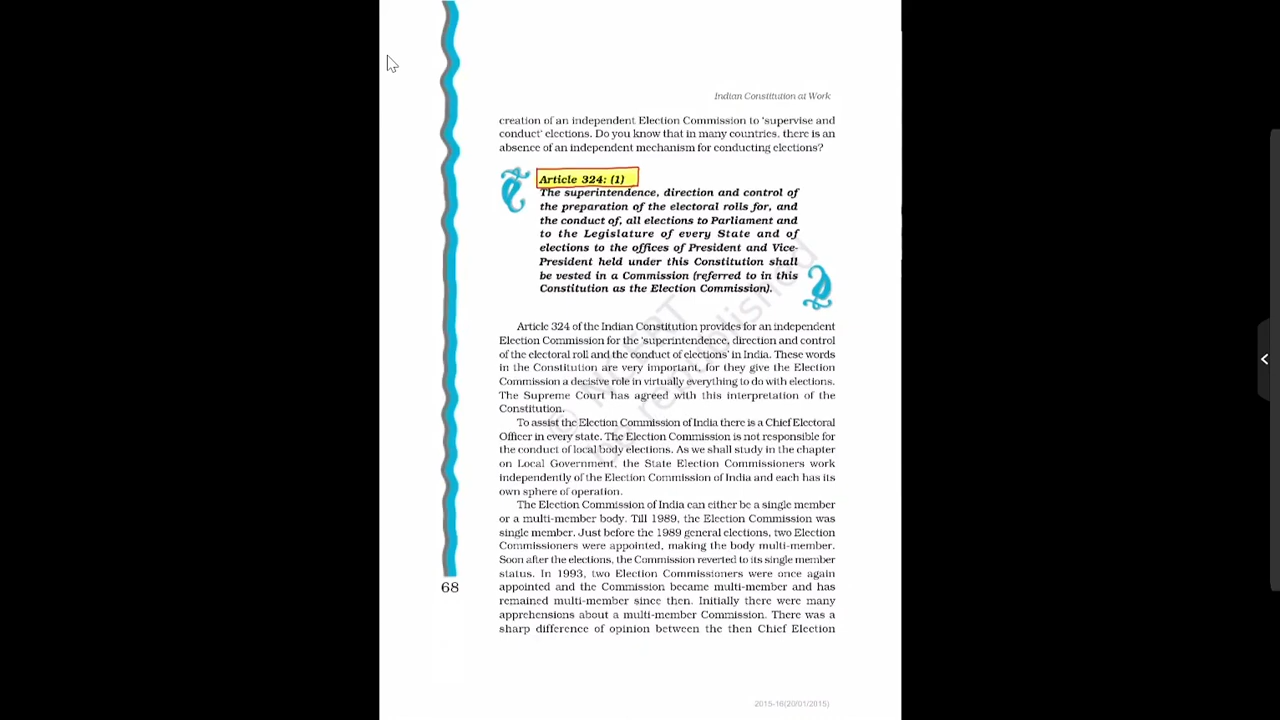 Indian Constitution at Work
creation of an independent Election Commission to 'supervise and
conduct' elections. Do you know that in many countries, there is an
absence of an independent mechanism for conducting elections?
Article 324: (1)
The superintendence, direction and control of
the preparation of the electoral rolls for, and
the conduct of, all elections to Parliament and
to the Legislature of every State and of
elections to the offices of President and Vice-
President held under this Constitution shall
be vested in a Commission (referred to in this
Constitution as the Election Commission).
Article 324 of the Indian Constitution provides for an independent
Election Commission for the 'superintendence, direction and control
of the electoral roll and the conduct of elections' in India. These words
in the Constitution are very important, for they give the Election
Commission a decisive role in virtually everything to do with elections.
The Supreme Court has agreed with this interpretation of the
Constitution.
To assist the Election Commission of India there is a Chief Electoral
Officer in every state. The Election Commission is not responsible for
the conduct of local body elections. As we shall study in the chapter
on Local Government, the State Election Commissioners work
independently of the Election Commission of India and each has its
own sphere of operation.
The Election Commission of India can either be a single member
or a multi-member body. Till 1989, the Election Commission was
single member. Just before the 1989 general elections, two Election
Commissioners were appointed, making the body multi-member.
Soon after the elections, the Commission reverted to its single member
status. In 1993, two Election Commissioners were once again
appointed and the Commission became multi-member and has
remained multi-member since then. Initially there were many
apprehensions about a multi-member Commission. There was a
sharp difference of opinion between the then Chief Election
68
© NCERT
be republished
2015-16(20/01/2015)